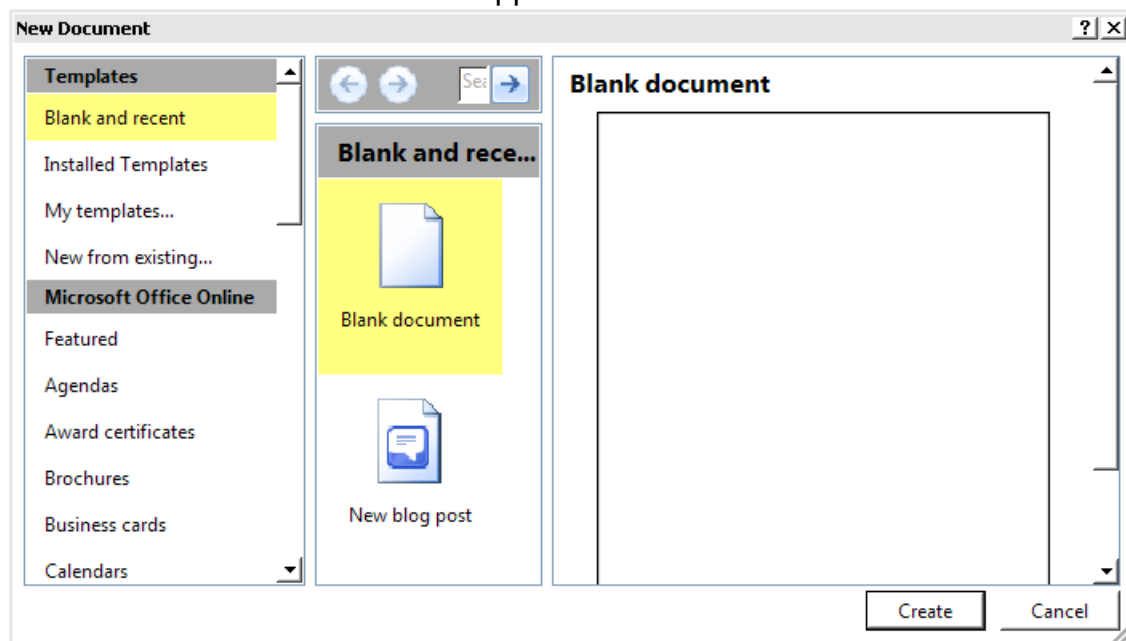 New Document
Templates
Blank and recent
Installed Templates
My templates...
New from existing...
Microsoft Office Online
Featured
Agendas
Award certificates
Brochures
Business cards
Calendars
Blank and rece...
Blank document
New blog post
Blank document
Create Cancel